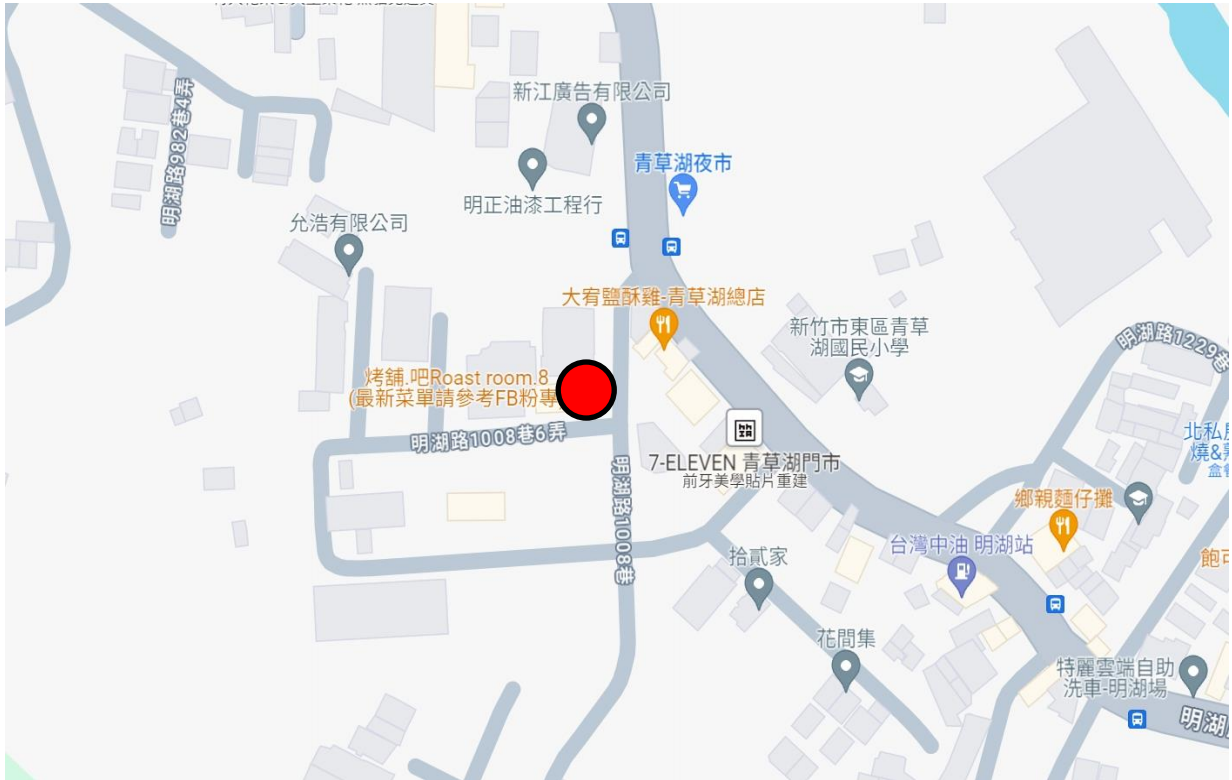 新江廣告有限公司
明湖路982巷4弄
青草湖夜市
明正油漆工程行
允浩有限公司
大宥鹽酥雞-青草湖總店
新竹市東區青草
湖國民小學
明湖路1229巷
烤舖.吧Roast room.8
(最新菜單請參考FB粉專
明湖路1008巷6弄
7-ELEVEN 青草湖門市
前牙美學貼片重建
明湖路1008巷
鄉親麵仔攤
台灣中油 明湖站
拾貳家
花間集
特麗雲端自助
洗車-明湖場
明湖